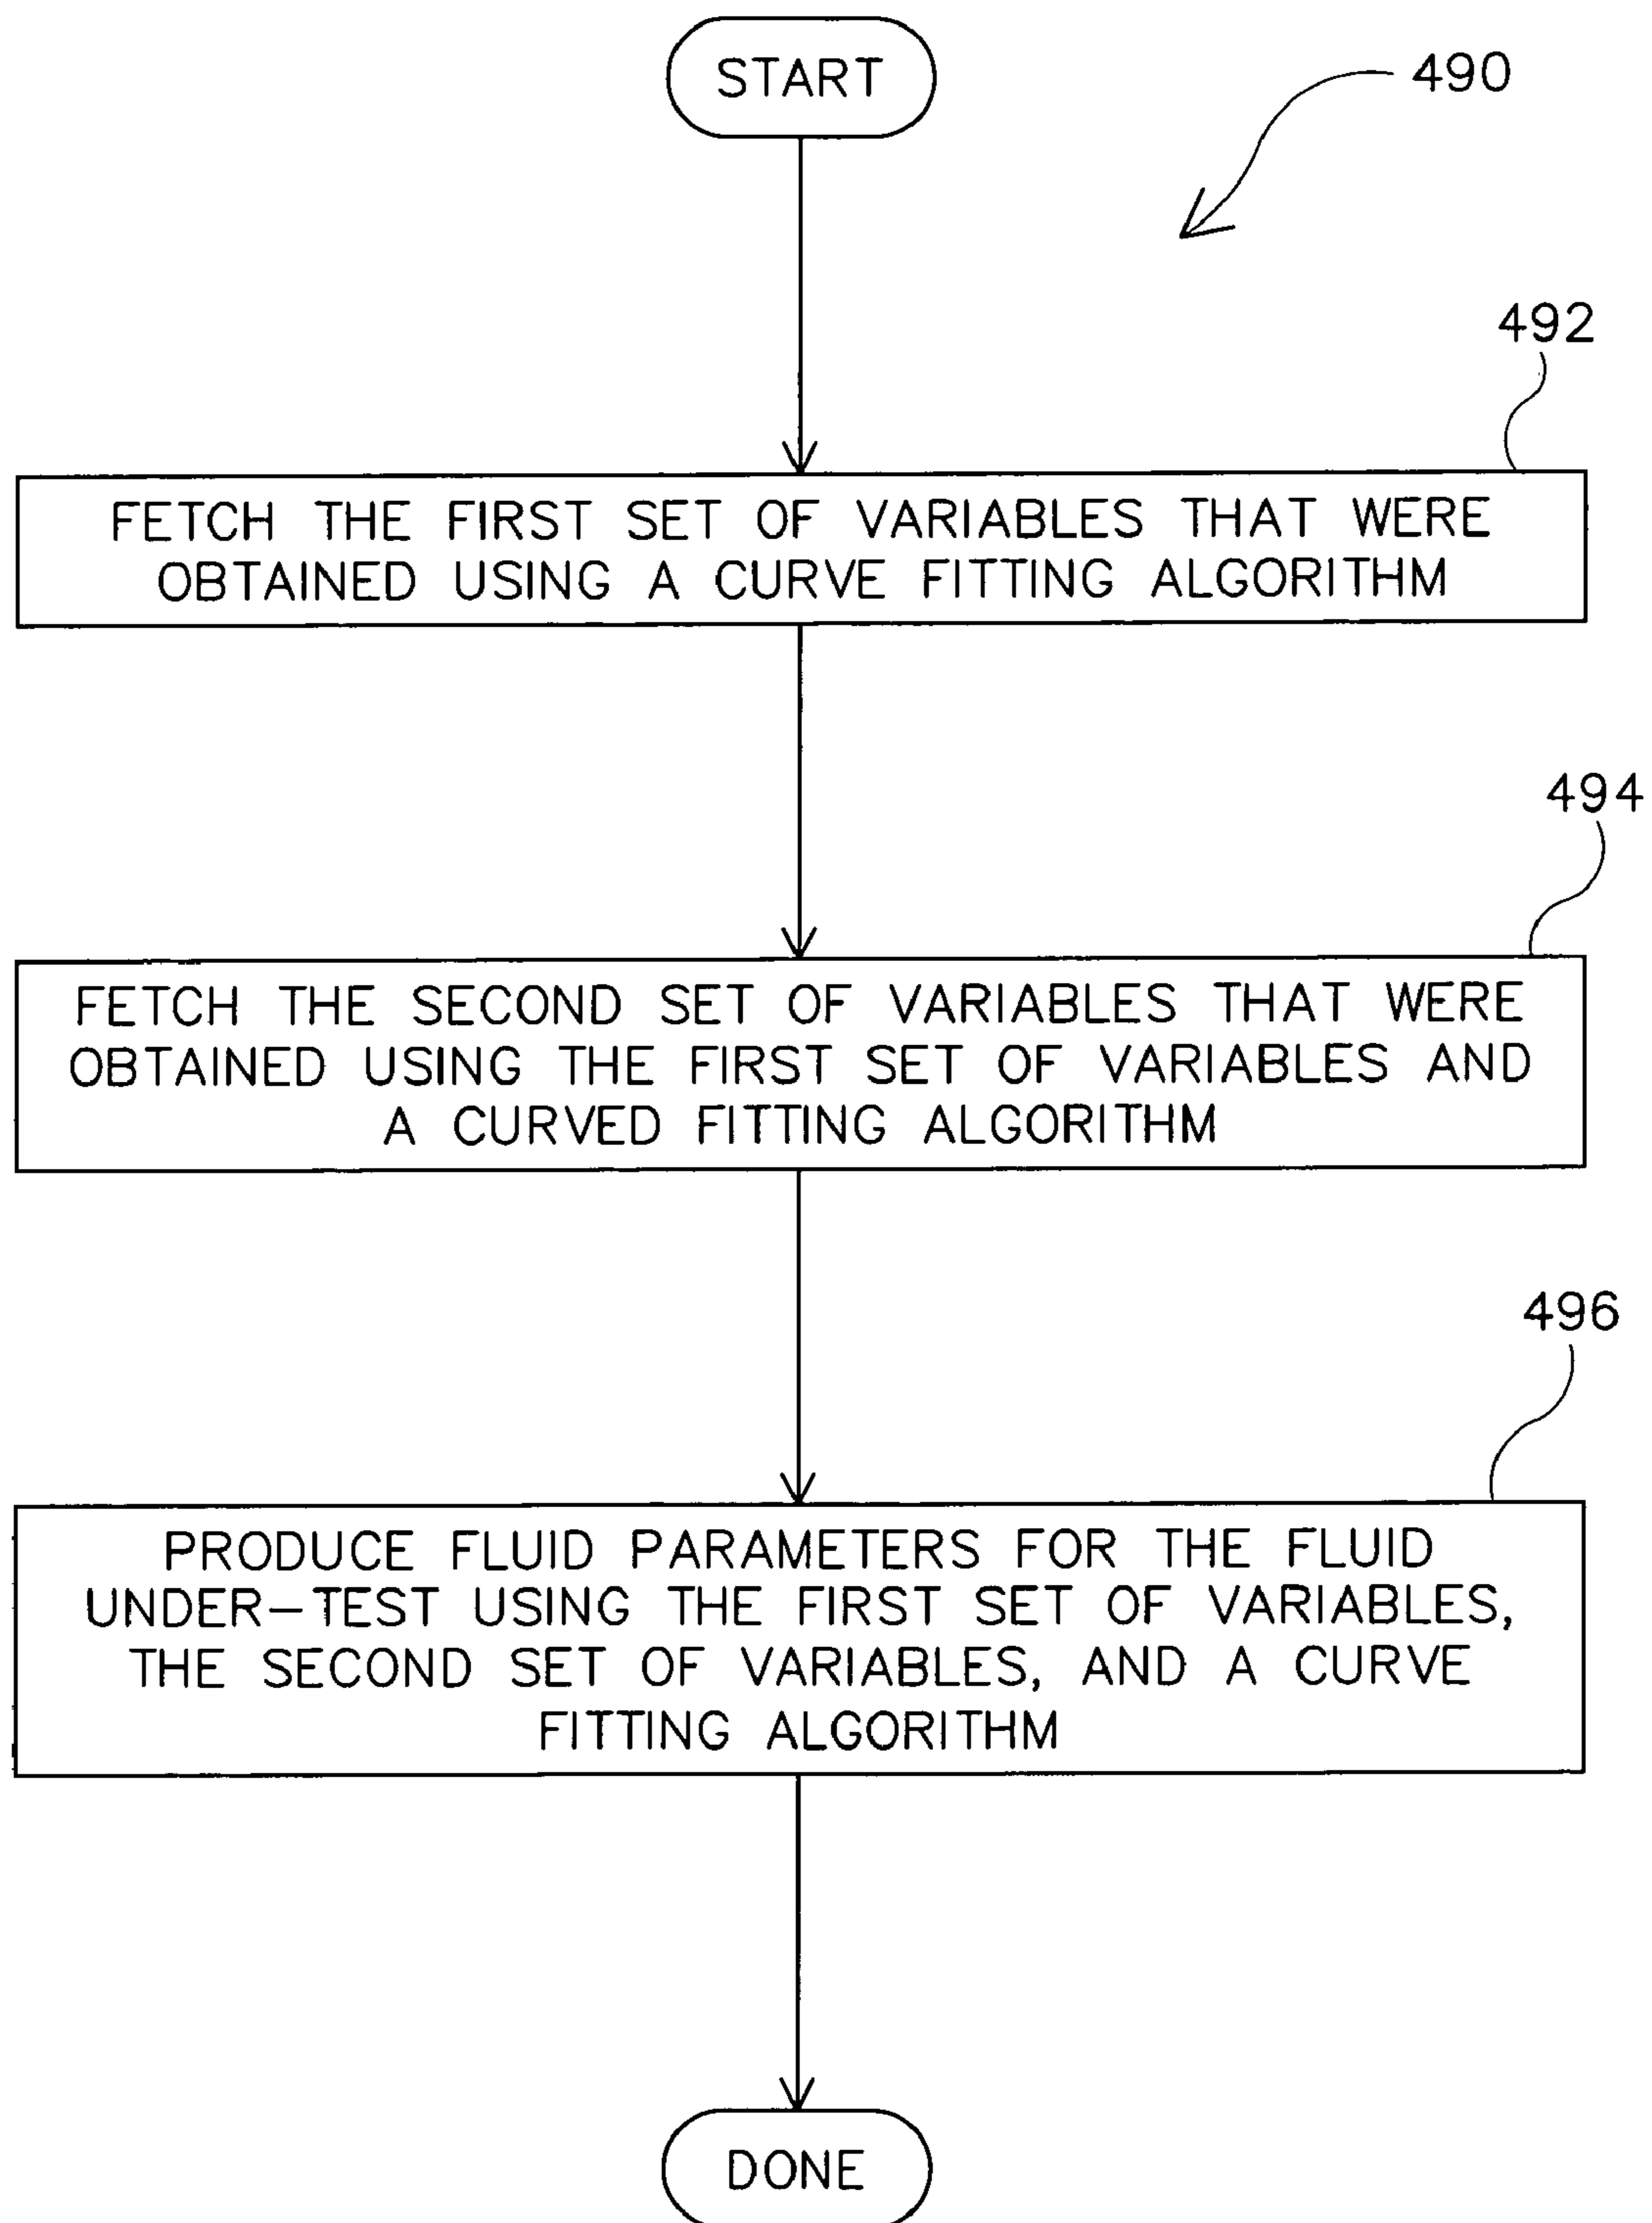 START
490
492
FETCH THE FIRST SET OF VARIABLES THAT WERE
OBTAINED USING A CURVE FITTING ALGORITHM
494
FETCH THE SECOND SET OF VARIABLES THAT WERE
OBTAINED USING THE FIRST SET OF VARIABLES AND
A CURVED FITTING ALGORITHM
496
PRODUCE FLUID PARAMETERS FOR THE FLUID
UNDER-TEST USING THE FIRST SET OF VARIABLES,
THE SECOND SET OF VARIABLES, AND A CURVE
FITTING ALGORITHM
DONE